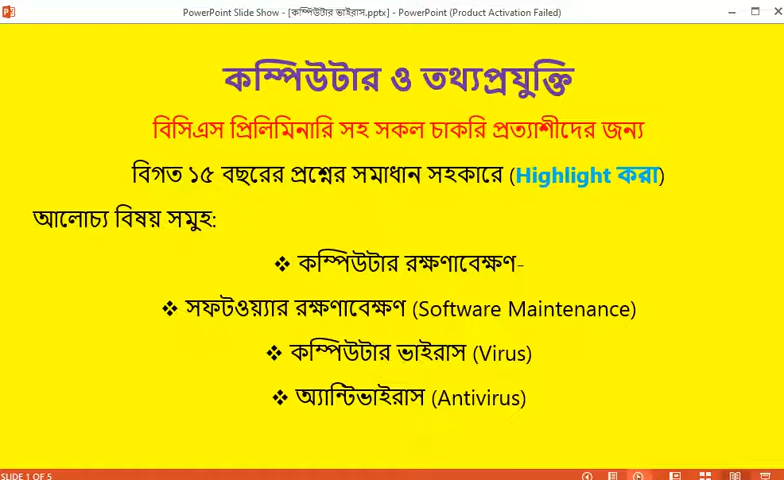 PowerPoint Slide Show - [কম্পিউটার ভাইরাস.pptx] - PowerPoint (Product Activation Failed)
কম্পিউটার ও তথ্যপ্রযুক্তি
বিসিএস প্রিলিমিনারি সহ সকল চাকরি প্রত্যাশীদের জন্য
বিগত ১৫ বছরের প্রশ্নের সমাধান সহকারে (Highlight করা)
আলোচ্য বিষয় সমুহ:
❖ কম্পিউটার রক্ষণাবেক্ষণ-
❖ সফটওয়্যার রক্ষণাবেক্ষণ (Software Maintenance)
❖ কম্পিউটার ভাইরাস (Virus)
❖ অ্যান্টিভাইরাস (Antivirus)
SLIDE 1 OF 5